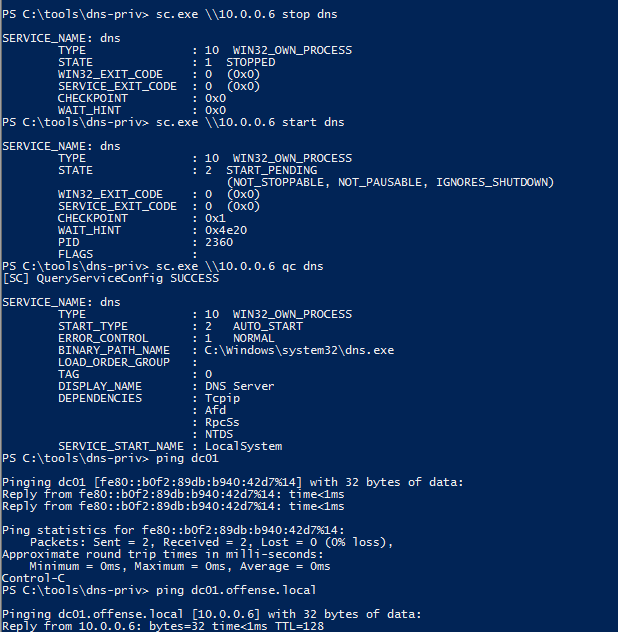 PS C:\tools\dns-priv> sc.exe \\10.0.0.6 stop dns
SERVICE_NAME: dns
TYPE : 10 WIN32_OWN_PROCESS
STATE : 1 STOPPED
WIN32_EXIT_CODE : 0 (0x0)
SERVICE_EXIT_CODE : 0 (0x0)
CHECKPOINT : 0x0
WAIT_HINT : 0x0
PS C:\tools\dns-priv> sc.exe \\10.0.0.6 start dns
SERVICE_NAME: dns
TYPE : 10 WIN32_OWN_PROCESS
STATE : 2 START_PENDING
(NOT_STOPPABLE, NOT_PAUSABLE, IGNORES_SHUTDOWN)
WIN32_EXIT_CODE : 0 (0x0)
SERVICE_EXIT_CODE : 0 (0x0)
CHECKPOINT : 0x1
WAIT_HINT : 0x4e20
PID : 2360
FLAGS :
PS C:\tools\dns-priv> sc.exe \\10.0.0.6 qc dns
[SC] QueryServiceConfig SUCCESS
SERVICE_NAME: dns
TYPE : 10 WIN32_OWN_PROCESS
START_TYPE : 2 AUTO_START
ERROR_CONTROL : 1 NORMAL
BINARY_PATH_NAME : C:\Windows\system32\dns.exe
LOAD_ORDER_GROUP :
TAG : 0
DISPLAY_NAME : DNS Server
DEPENDENCIES : Tcpip
: Afd
: RpcSs
: NTDS
SERVICE_START_NAME : LocalSystem
PS C:\tools\dns-priv> ping dc01
Pinging dc01 [fe80::b0f2:89db:b940:42d7%14] with 32 bytes of data:
Reply from fe80::b0f2:89db:b940:42d7%14: time<1ms
Reply from fe80::b0f2:89db:b940:42d7%14: time<1ms
Ping statistics for fe80::b0f2:89db:b940:42d7%14:
Packets: Sent = 2, Received = 2, Lost = 0 (0% loss),
Approximate round trip times in milli-seconds:
Minimum = 0ms, Maximum = 0ms, Average = 0ms
Control-C
PS C:\tools\dns-priv> ping dc01.offense.local
Pinging dc01.offense.local [10.0.0.6] with 32 bytes of data:
Reply from 10.0.0.6: bytes=32 time<1ms TTL=128